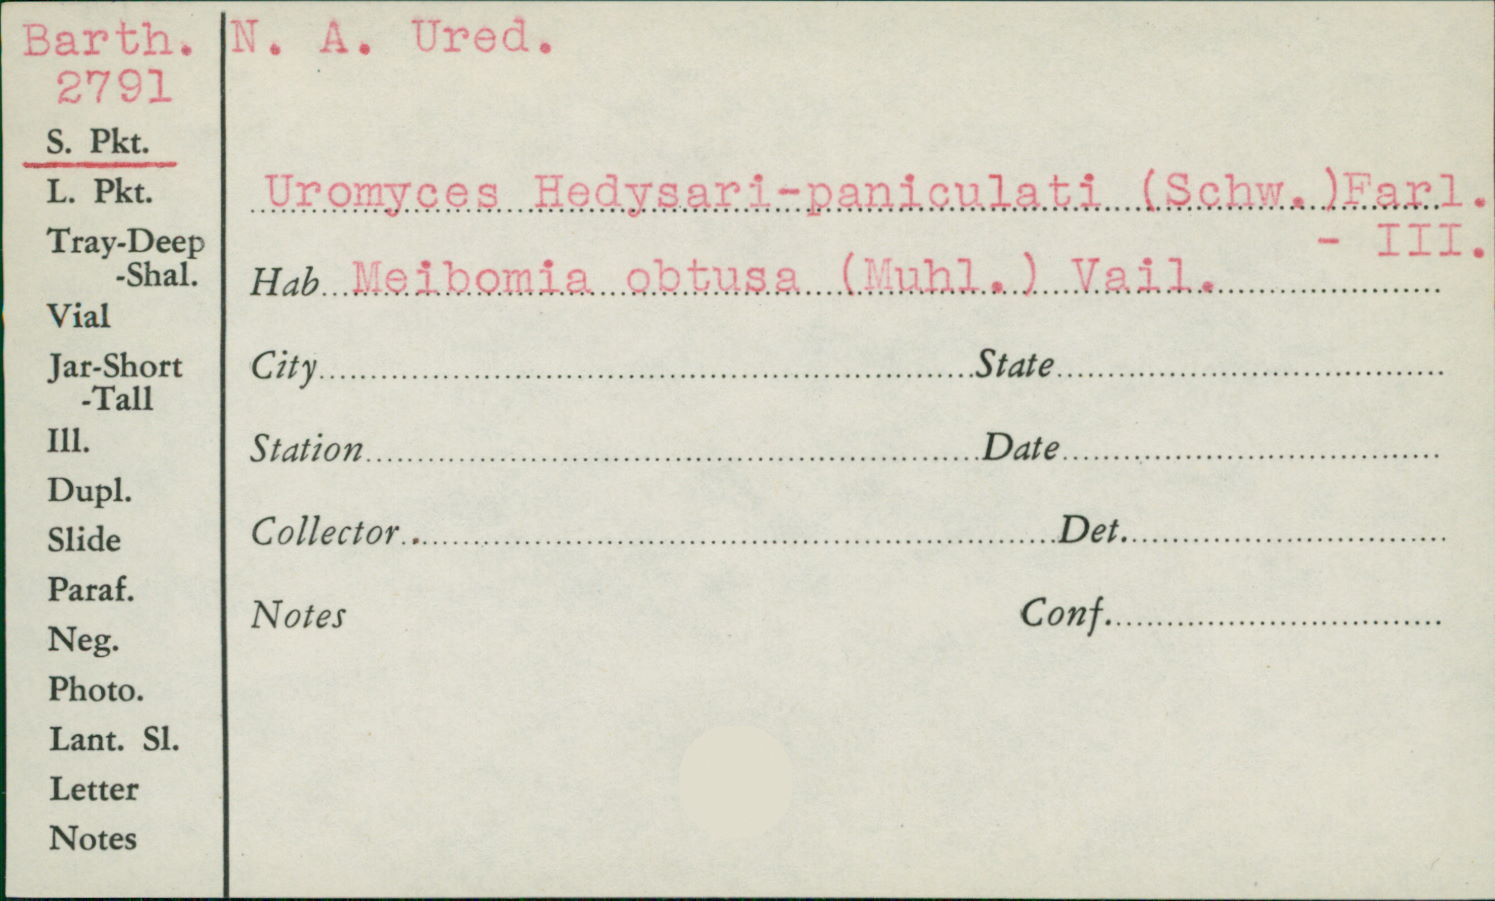 Barth.
2791
N. A. Ured.
S. Pkt.
L. Pkt.
Tray-Deep
-Shal.
Vial
Jar-Short
-Tall
Ill.
Dupl.
Slide
Paraf.
Neg.
Photo.
Lant. Sl.
Letter
Notes
Uromyces Hedysari-paniculati (Schw.)Farl.
- III.
Hab. Meibomia obtusa (Muhl.) Vail.
City State
Station Date
Collector Det.
Notes Conf.